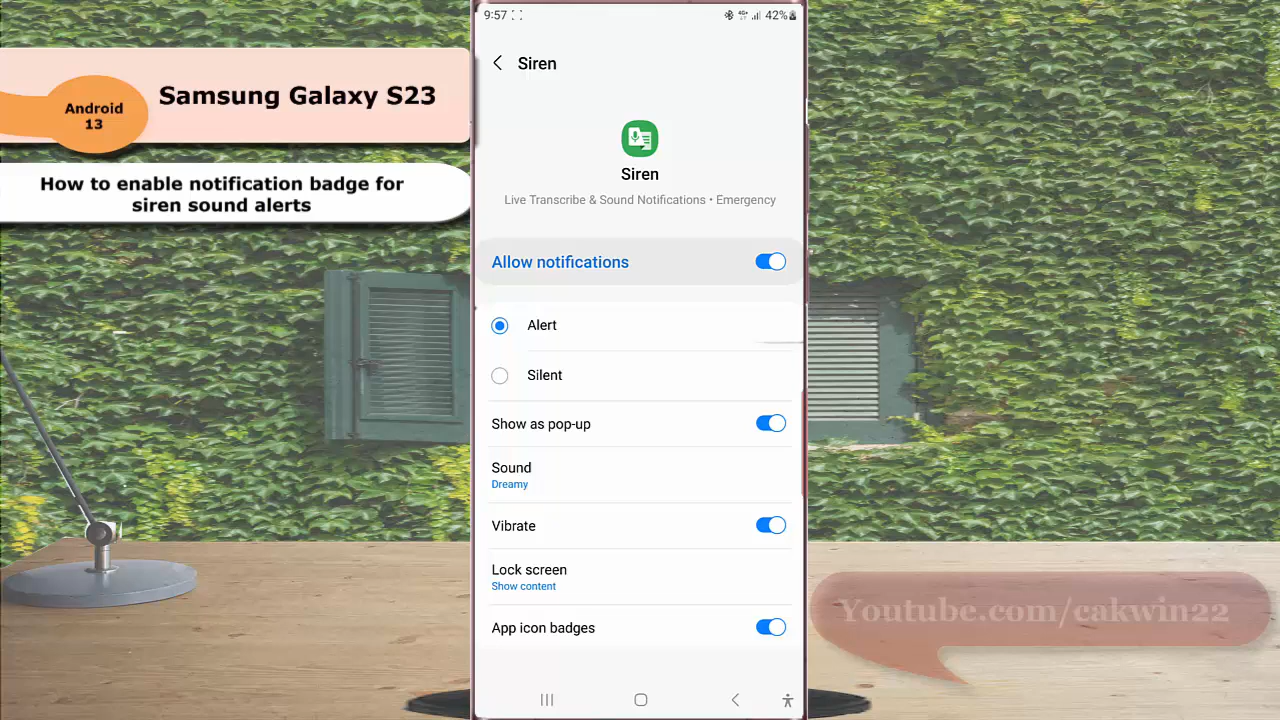 Samsung Galaxy S23
Android
13
How to enable notification badge for
siren sound alerts
9:57
42%
Siren
Siren
Live Transcribe & Sound Notifications • Emergency
Allow notifications
Alert
Silent
Show as pop-up
Sound
Dreamy
Vibrate
Lock screen
Show content
App icon badges
Youtube.com/cakwin22